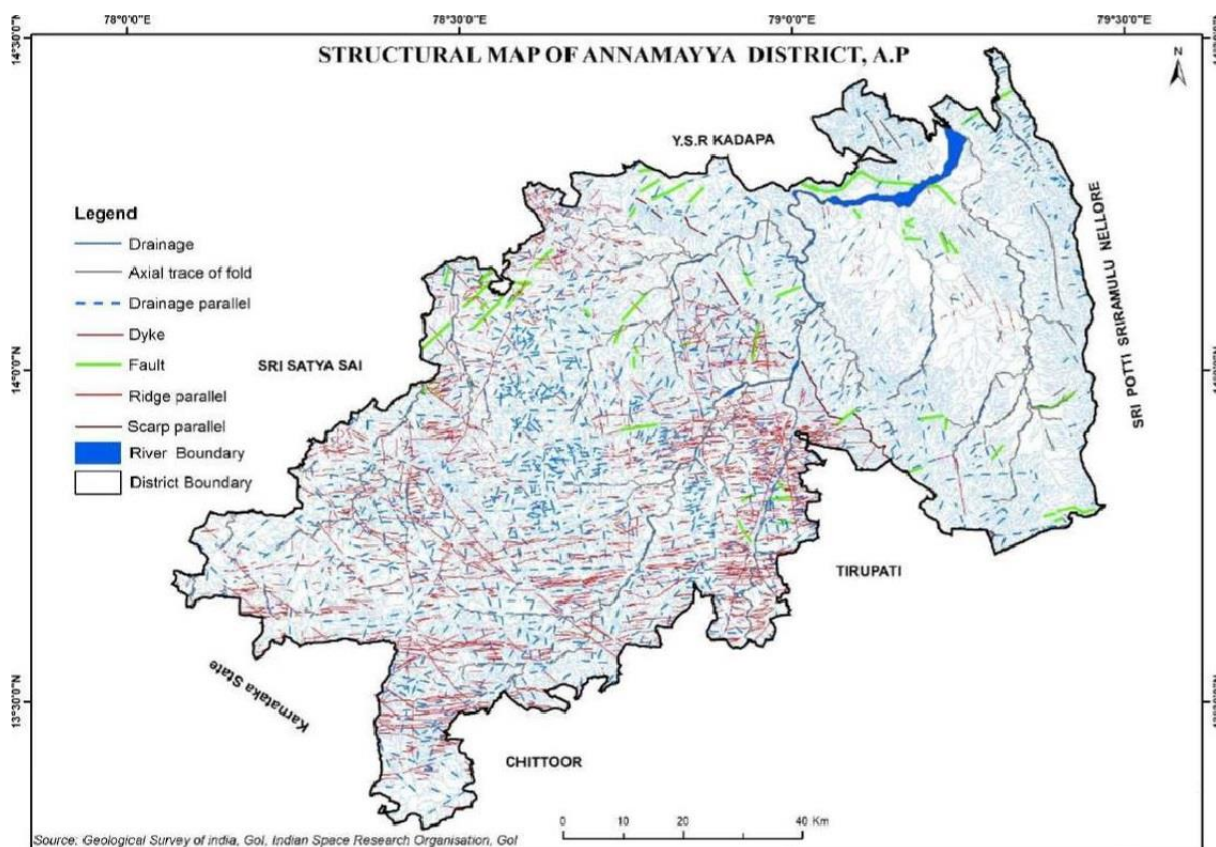 78°0'0"E 78°30'0"E 79°0'0"E 79°30'0"E
14°30'0"N
STRUCTURAL MAP OF ANNAMAYYA DISTRICT, A.P
N
Y.S.R KADAPA
Legend
Drainage
Axial trace of fold
Drainage parallel
Dyke
Fault
Ridge parallel
Scarp parallel
River Boundary
District Boundary
SRI SATYA SAI
SRI POTTI SRIRAMULU NELLORE
14°0'0"N
TIRUPATI
Karnataka State
13°30'0"N
CHITTOOR
0 10 20 40 Km
Source: Geological Survey of india, GoI, Indian Space Research Organisation, GoI